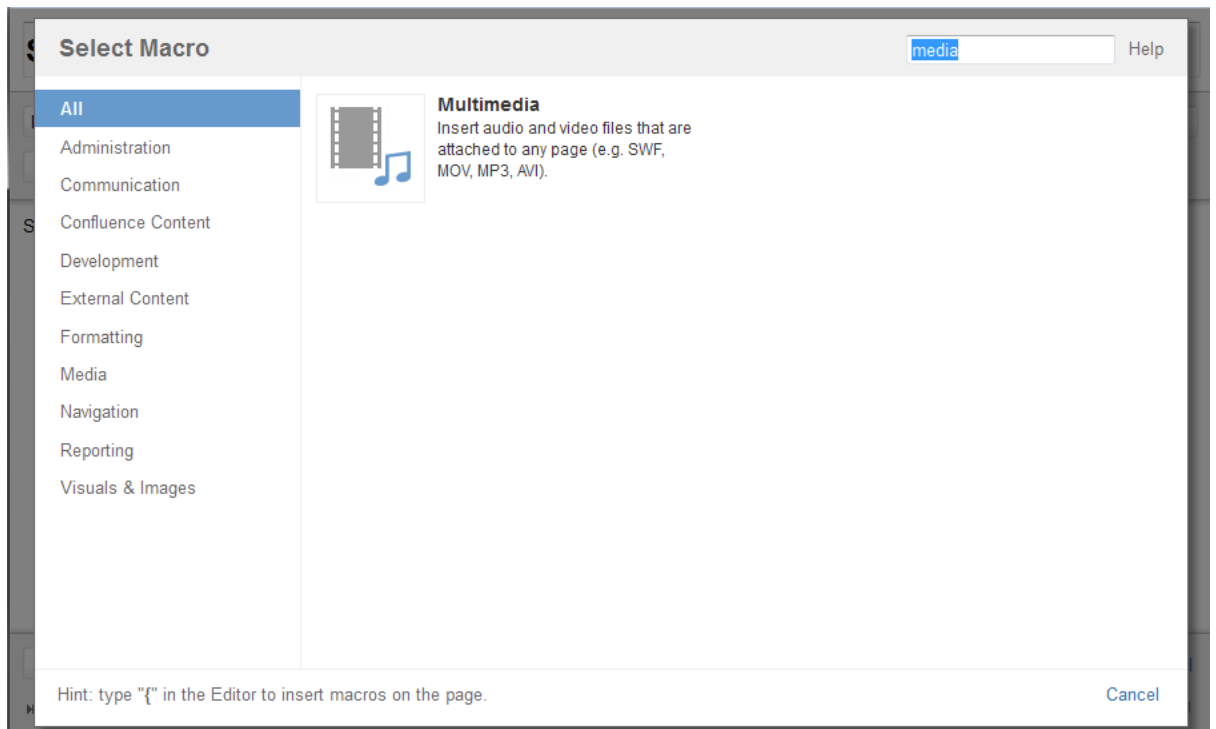 Select Macro
media
Help
All
Administration
Communication
Confluence Content
Development
External Content
Formatting
Media
Navigation
Reporting
Visuals & Images
Multimedia
Insert audio and video files that are
attached to any page (e.g. SWF,
MOV, MP3, AVI).
Hint: type "{" in the Editor to insert macros on the page.
Cancel